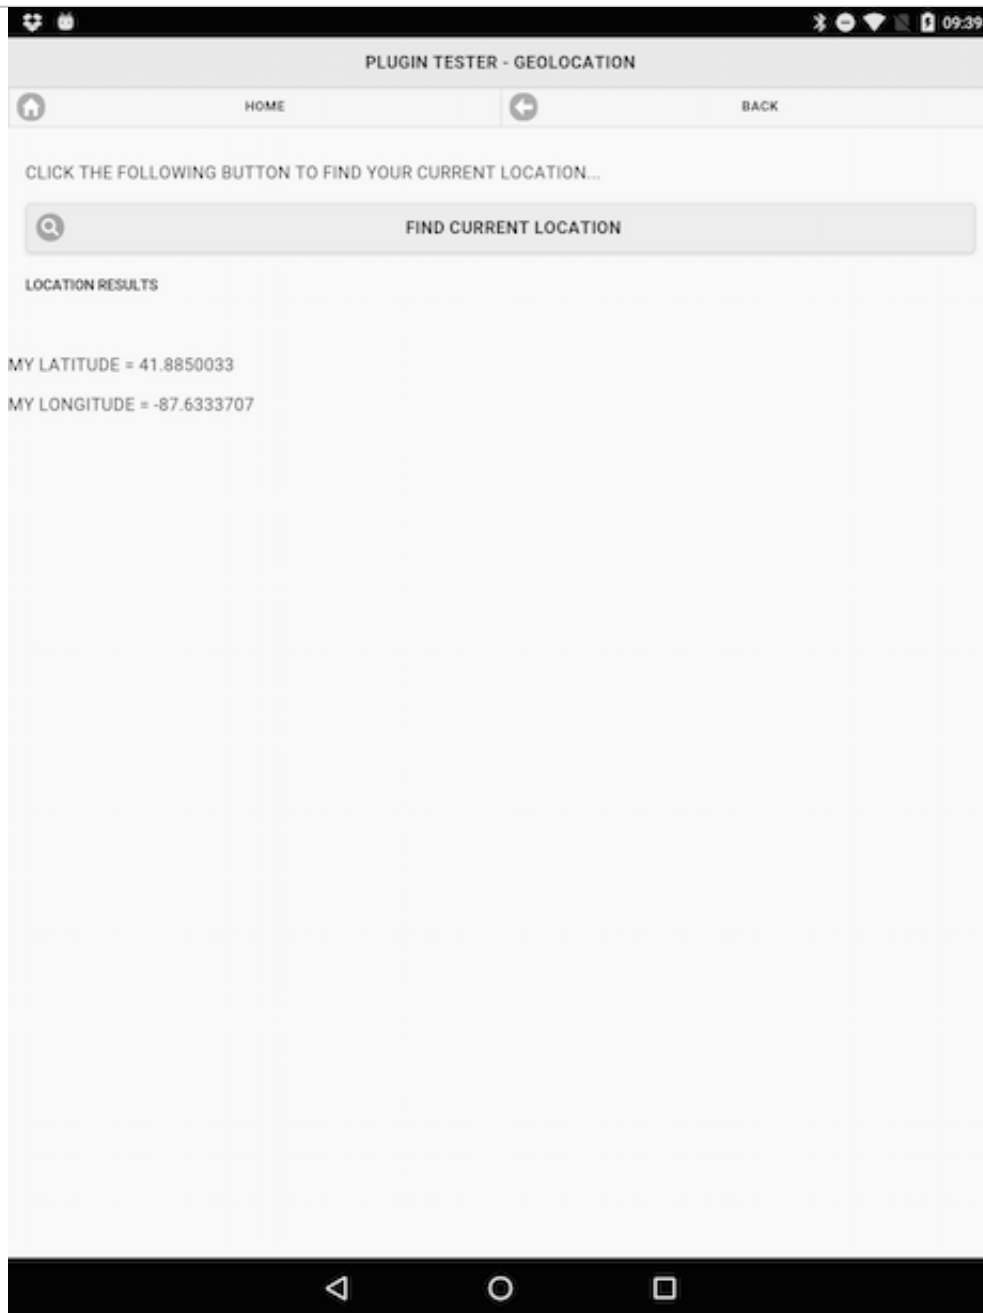 09:39
PLUGIN TESTER - GEOLOCATION
HOME
BACK
CLICK THE FOLLOWING BUTTON TO FIND YOUR CURRENT LOCATION...
FIND CURRENT LOCATION
LOCATION RESULTS
MY LATITUDE = 41.8850033
MY LONGITUDE = -87.6333707